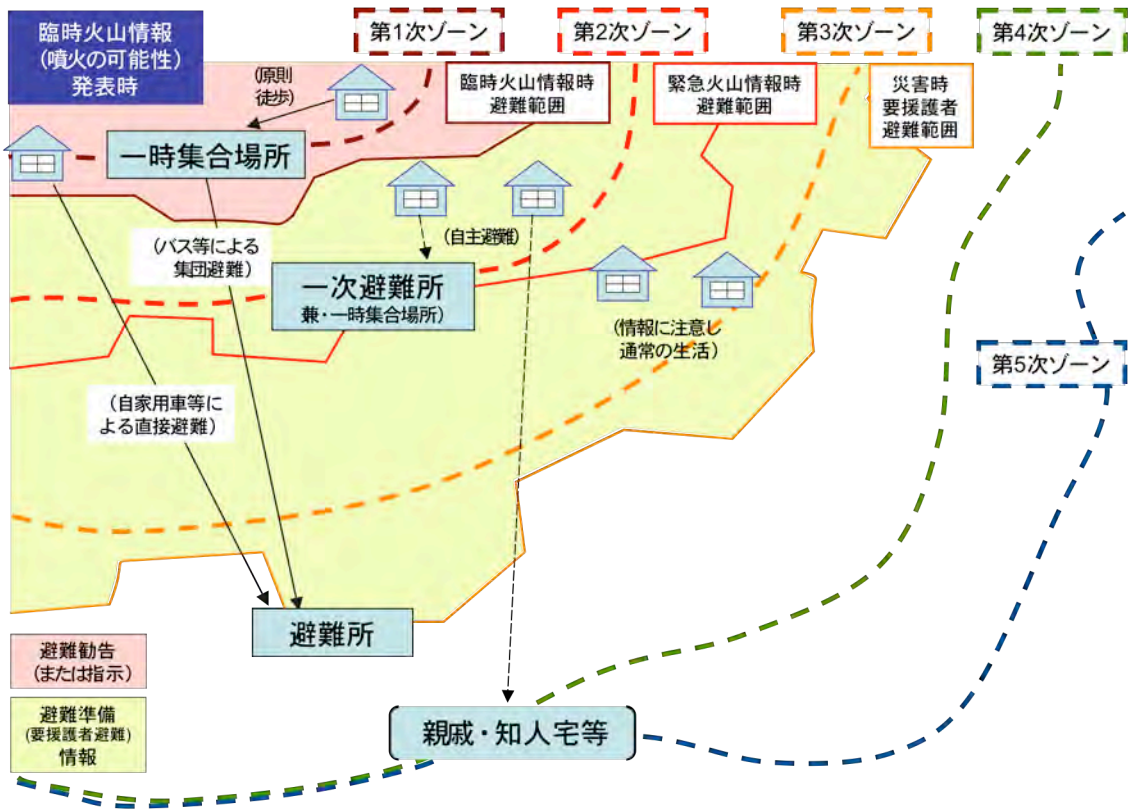 臨時火山情報
(噴火の可能性)
発表時
第1次ゾーン
第2次ゾーン
第3次ゾーン
第4次ゾーン
(原則
徒歩)
臨時火山情報時
避難範囲
緊急火山情報時
避難範囲
災害時
要援護者
避難範囲
一時集合場所
(バス等による
集団避難)
(自主避難)
一次避難所
兼・一時集合場所)
(情報に注意し
通常の生活)
第5次ゾーン
(自家用車等に
よる直接避難)
避難所
避難勧告
(または指示)
避難準備
(要援護者避難)
情報
親戚・知人宅等